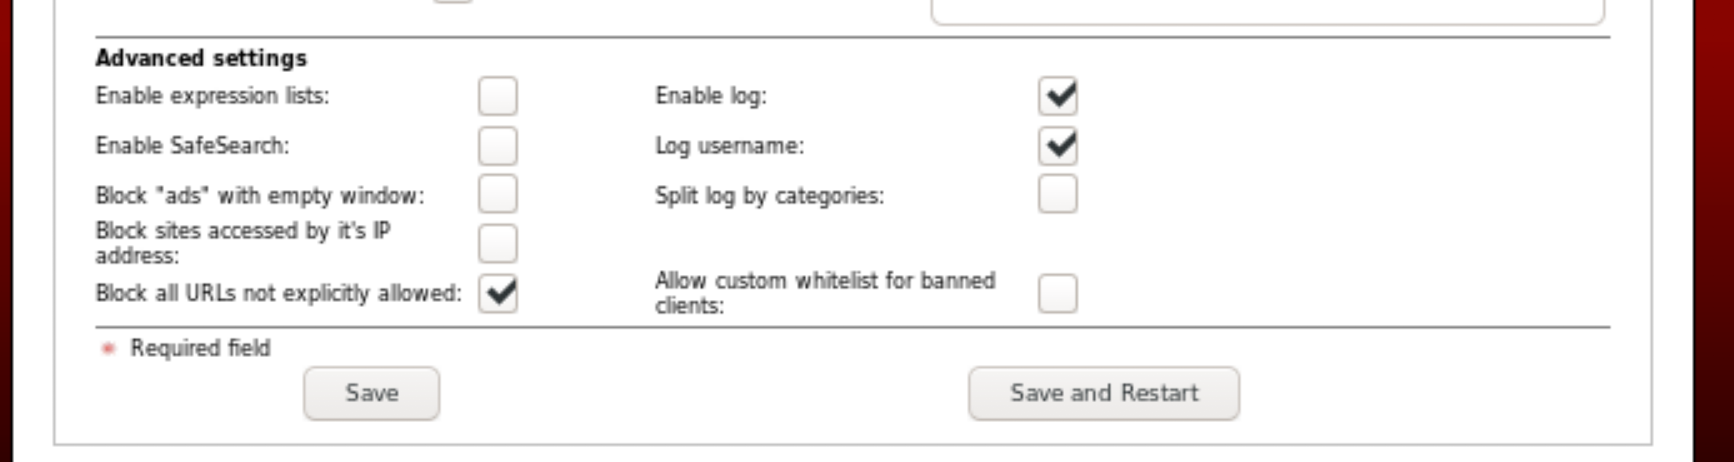 Advanced settings
Enable expression lists:
Enable log:
Enable SafeSearch:
Log username:
Block "ads" with empty window:
Split log by categories:
Block sites accessed by it's IP
address:
Block all URLs not explicitly allowed:
Allow custom whitelist for banned
clients:
* Required field
Save
Save and Restart